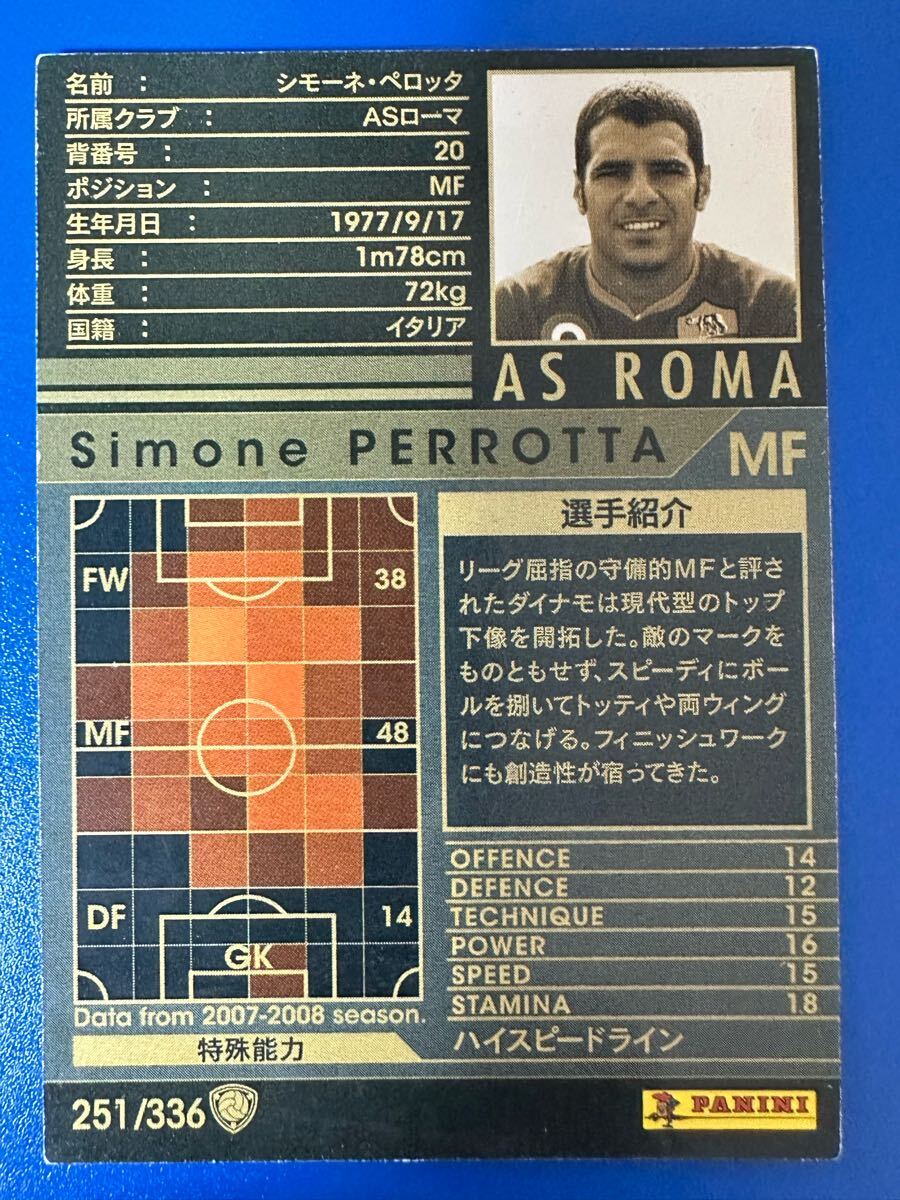 名前 : シモーネ・ペロッタ
所属クラブ : ASローマ
背番号 : 20
ポジション : MF
生年月日 : 1977/9/17
身長 : 1m78cm
体重 : 72kg
国籍 : イタリア
AS ROMA
Simone PERROTTA MF
FW 38
MF 48
DF 14
GK
Data from 2007-2008 season.
選手紹介
リーグ屈指の守備的MFと評さ
れたダイナモは現代型のトップ
下像を開拓した。敵のマークを
ものともせず、スピーディにボー
ルを捌いてトッティや両ウィング
につなげる。フィニッシュワーク
にも創造性が宿ってきた。
OFFENCE 14
DEFENCE 12
TECHNIQUE 15
POWER 16
SPEED 15
STAMINA 18
特殊能力 ハイスピードライン
251/336
PANINI